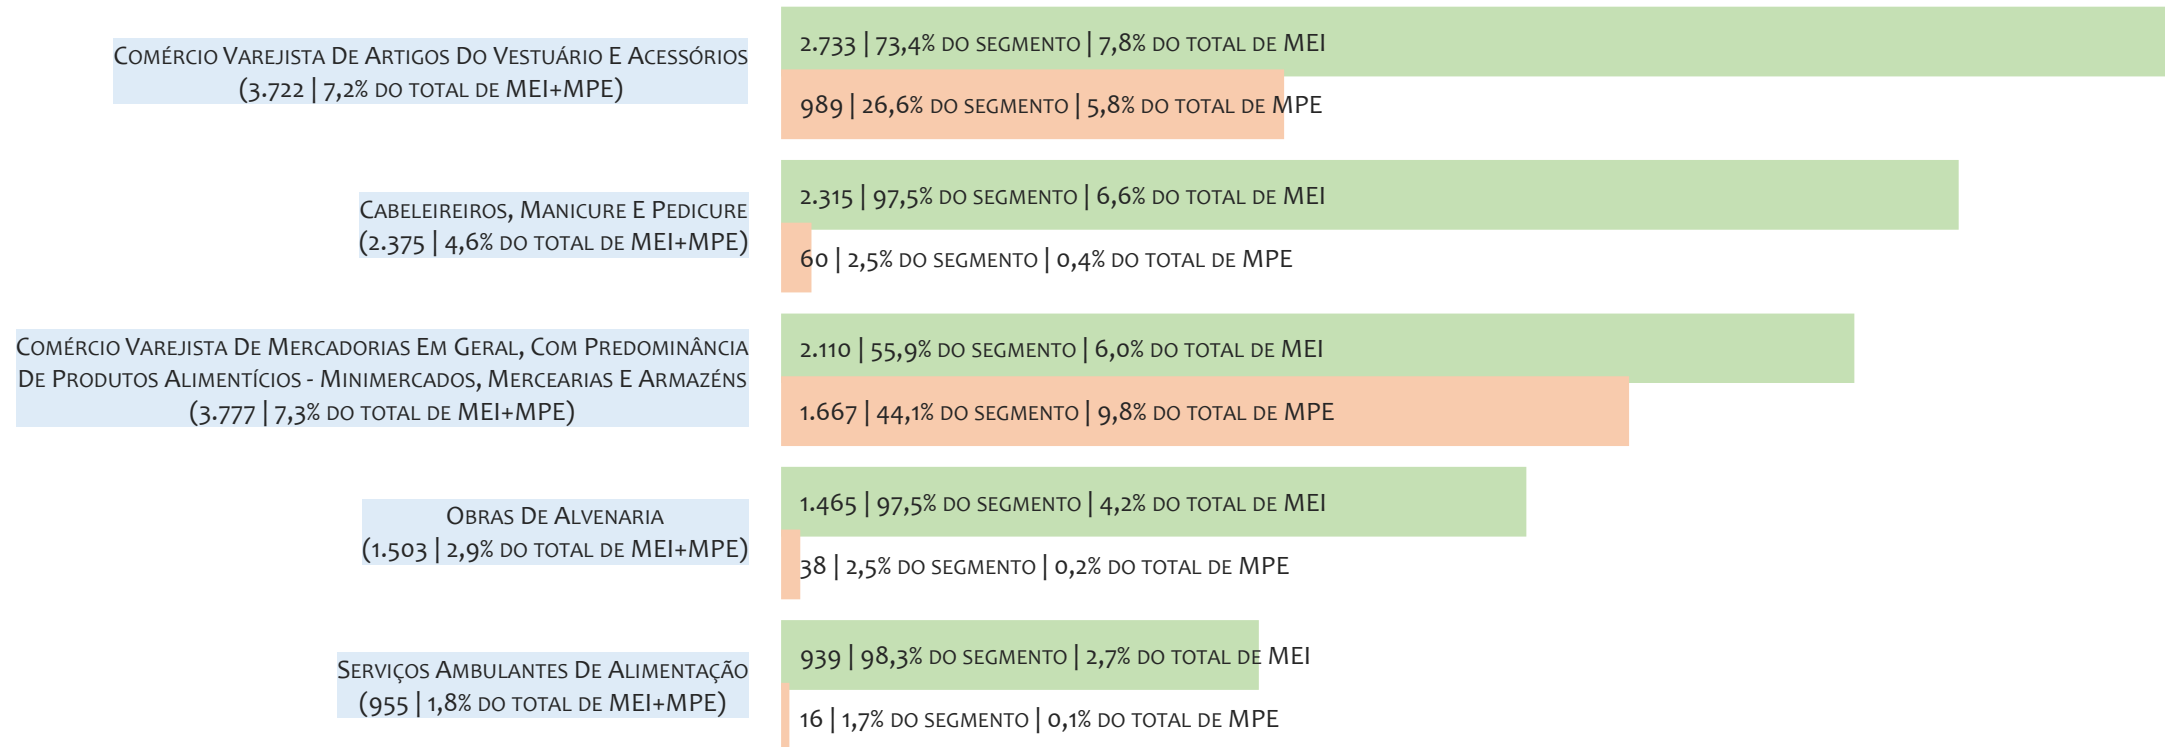 Comércio Varejista De Artigos Do Vestuário E Acessórios
(3.722 | 7,2% do total de MEI+MPE)
2.733 | 73,4% do segmento | 7,8% do total de MEI
989 | 26,6% do segmento | 5,8% do total de MPE
Cabeleireiros, Manicure E Pedicure
(2.375 | 4,6% do total de MEI+MPE)
2.315 | 97,5% do segmento | 6,6% do total de MEI
60 | 2,5% do segmento | 0,4% do total de MPE
Comércio Varejista De Mercadorias Em Geral, Com Predominância
De Produtos Alimentícios - Minimercados, Mercearias E Armazéns
(3.777 | 7,3% do total de MEI+MPE)
2.110 | 55,9% do segmento | 6,0% do total de MEI
1.667 | 44,1% do segmento | 9,8% do total de MPE
Obras De Alvenaria
(1.503 | 2,9% do total de MEI+MPE)
1.465 | 97,5% do segmento | 4,2% do total de MEI
38 | 2,5% do segmento | 0,2% do total de MPE
Serviços Ambulantes De Alimentação
(955 | 1,8% do total de MEI+MPE)
939 | 98,3% do segmento | 2,7% do total de MEI
16 | 1,7% do segmento | 0,1% do total de MPE